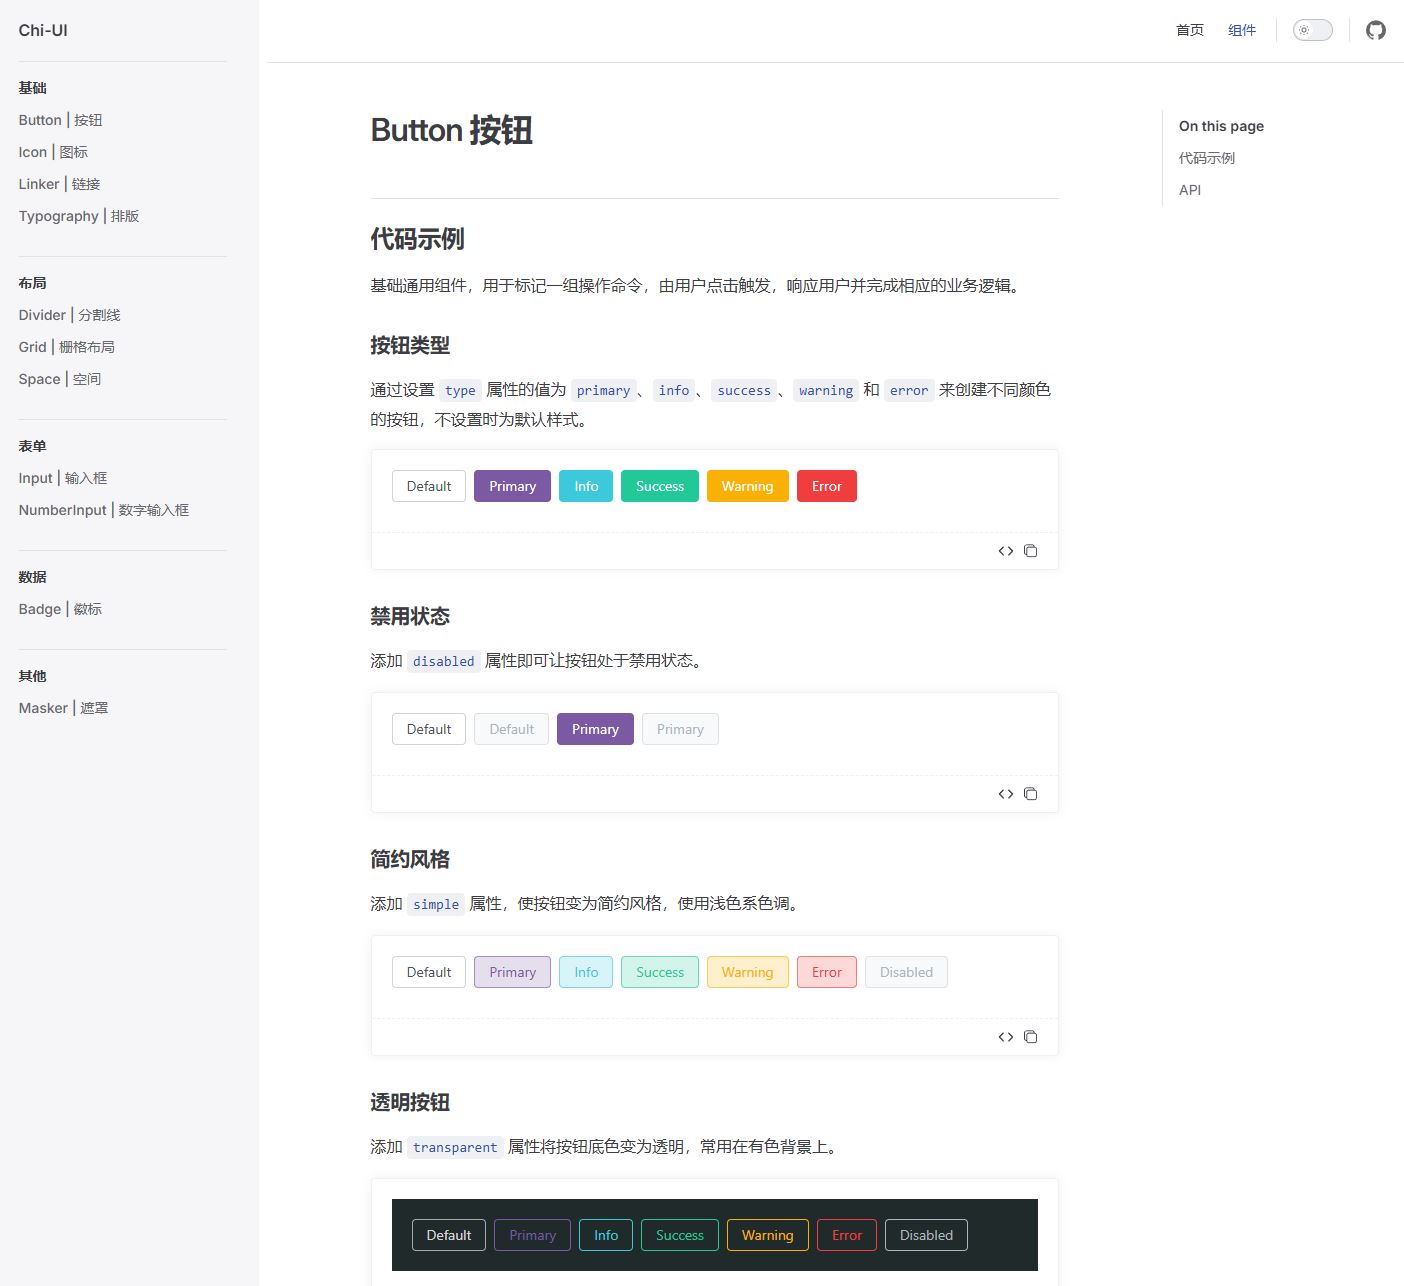 Chi-UI
首页
组件
基础
Button | 按钮
Icon | 图标
Linker | 链接
Typography | 排版
布局
Divider | 分割线
Grid | 栅格布局
Space | 空间
表单
Input | 输入框
NumberInput | 数字输入框
数据
Badge | 徽标
其他
Masker | 遮罩
Button 按钮
代码示例
基础通用组件，用于标记一组操作命令，由用户点击触发，响应用户并完成相应的业务逻辑。
按钮类型
通过设置 type 属性的值为 primary、info、success、warning 和 error 来创建不同颜色
的按钮，不设置时为默认样式。
Default Primary Info Success Warning Error
禁用状态
添加 disabled 属性即可让按钮处于禁用状态。
Default Default Primary Primary
简约风格
添加 simple 属性，使按钮变为简约风格，使用浅色系色调。
Default Primary Info Success Warning Error Disabled
透明按钮
添加 transparent 属性将按钮底色变为透明，常用在有色背景上。
Default Primary Info Success Warning Error Disabled
On this page
代码示例
API